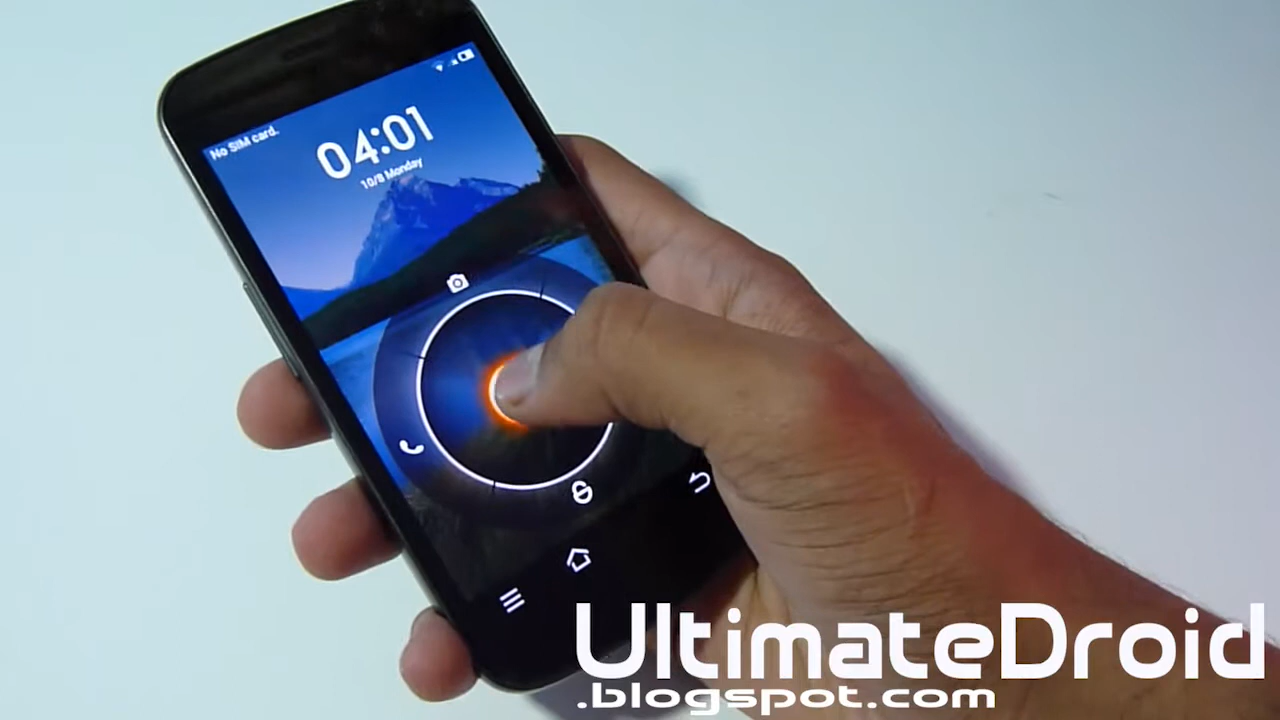 No SIM card.
04:01
10/8 Monday
UltimateDroid
.blogspot.com